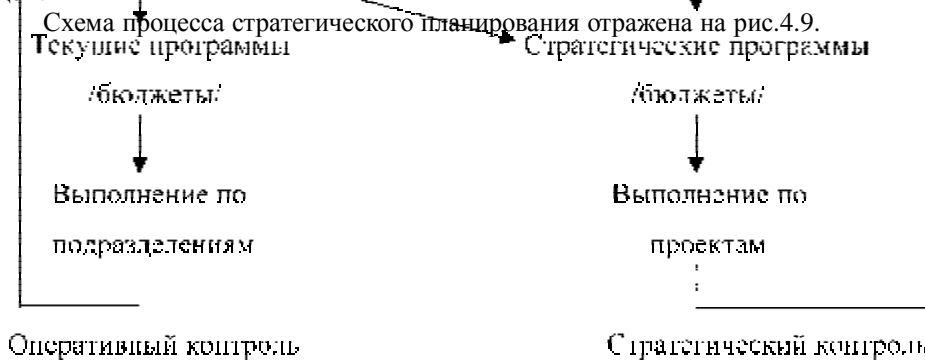 Схема процесса стратегического планирования отражена на рис.4.9.
Текущие программы Стратегические программы
/бюджеты/ /бюджеты/
Выполнение по Выполнение по
подразделениям проектам
Оперативный контроль Стратегический контроль